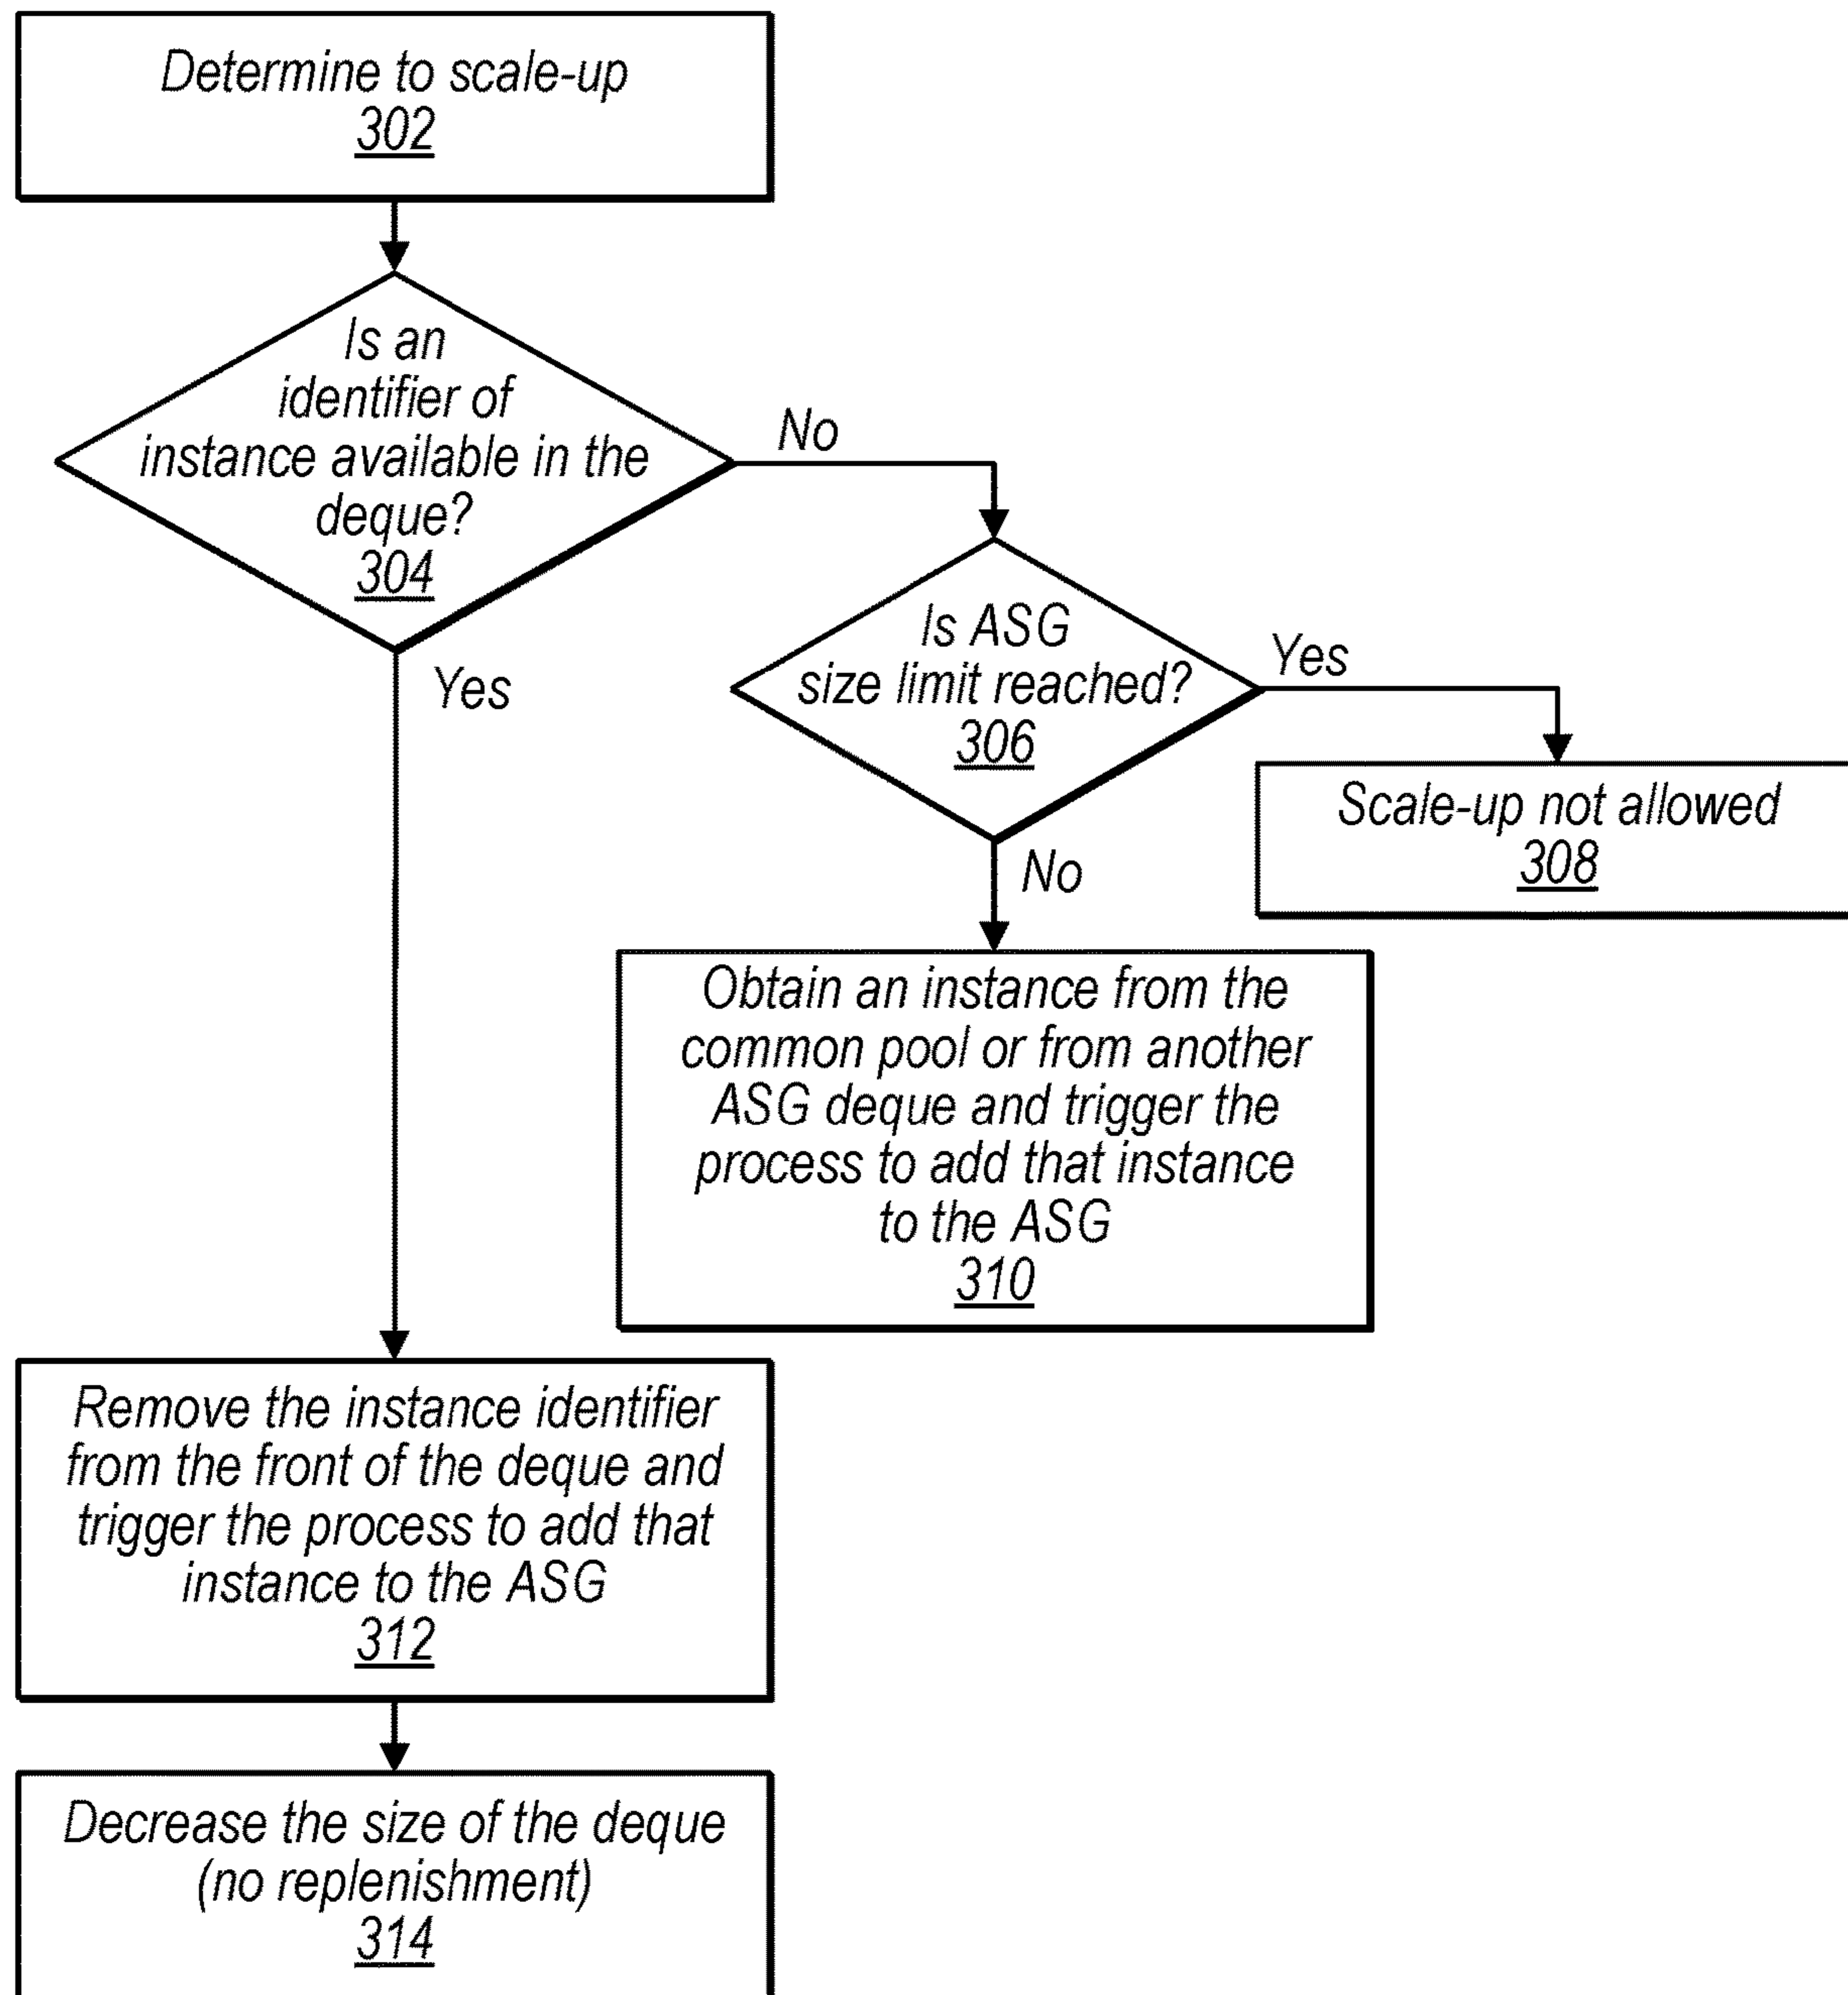 Determine to scale-up
302
Is an
identifier of
instance available in the
deque?
304
No
Yes
Is ASG
size limit reached?
306
Yes
No
Scale-up not allowed
308
Obtain an instance from the
common pool or from another
ASG deque and trigger the
process to add that instance
to the ASG
310
Remove the instance identifier
from the front of the deque and
trigger the process to add that
instance to the ASG
312
Decrease the size of the deque
(no replenishment)
314